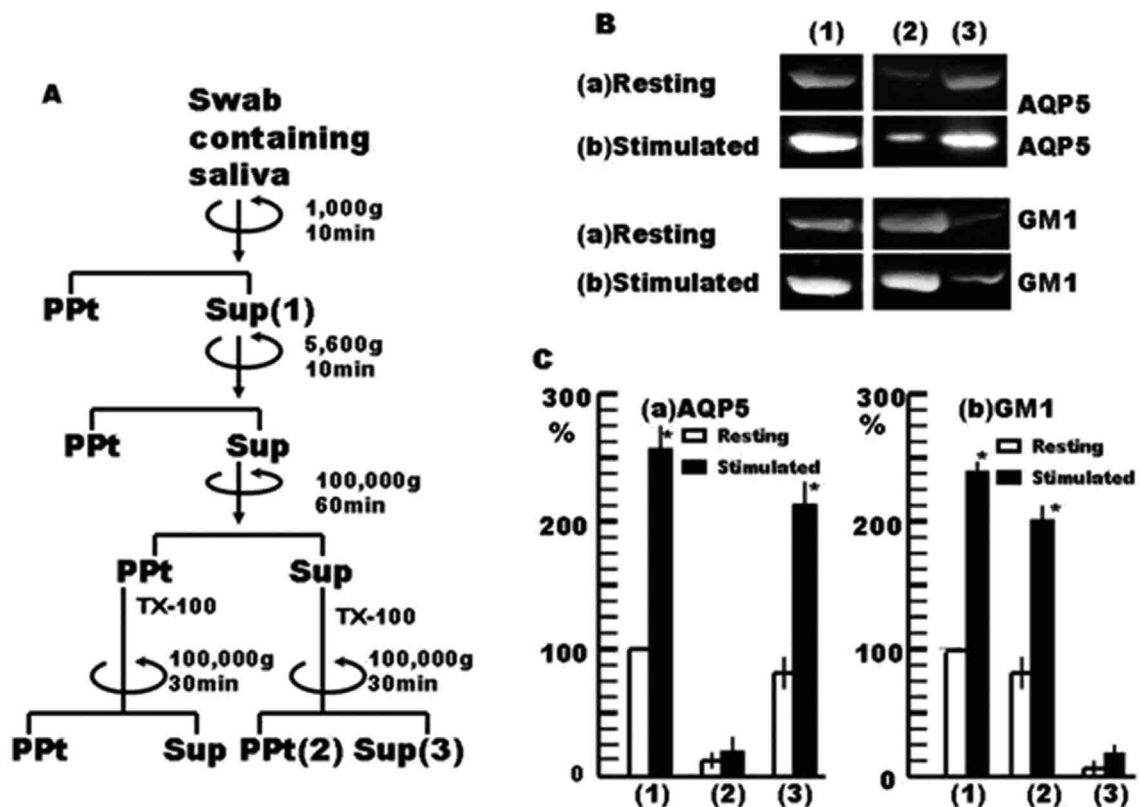 A
Swab
containing
saliva
1,000g
10min
PPt Sup(1)
5,600g
10min
PPt Sup
100,000g
60min
PPt Sup
TX-100 TX-100
100,000g 100,000g
30min 30min
PPt Sup PPt(2) Sup(3)
B
(1) (2) (3)
(a)Resting AQP5
(b)Stimulated AQP5
(a)Resting GM1
(b)Stimulated GM1
C
300
%
200
100
0
(a)AQP5
Resting
Stimulated
*
*
(1) (2) (3)
300
%
200
100
0
(b)GM1
Resting
Stimulated
*
*
(1) (2) (3)